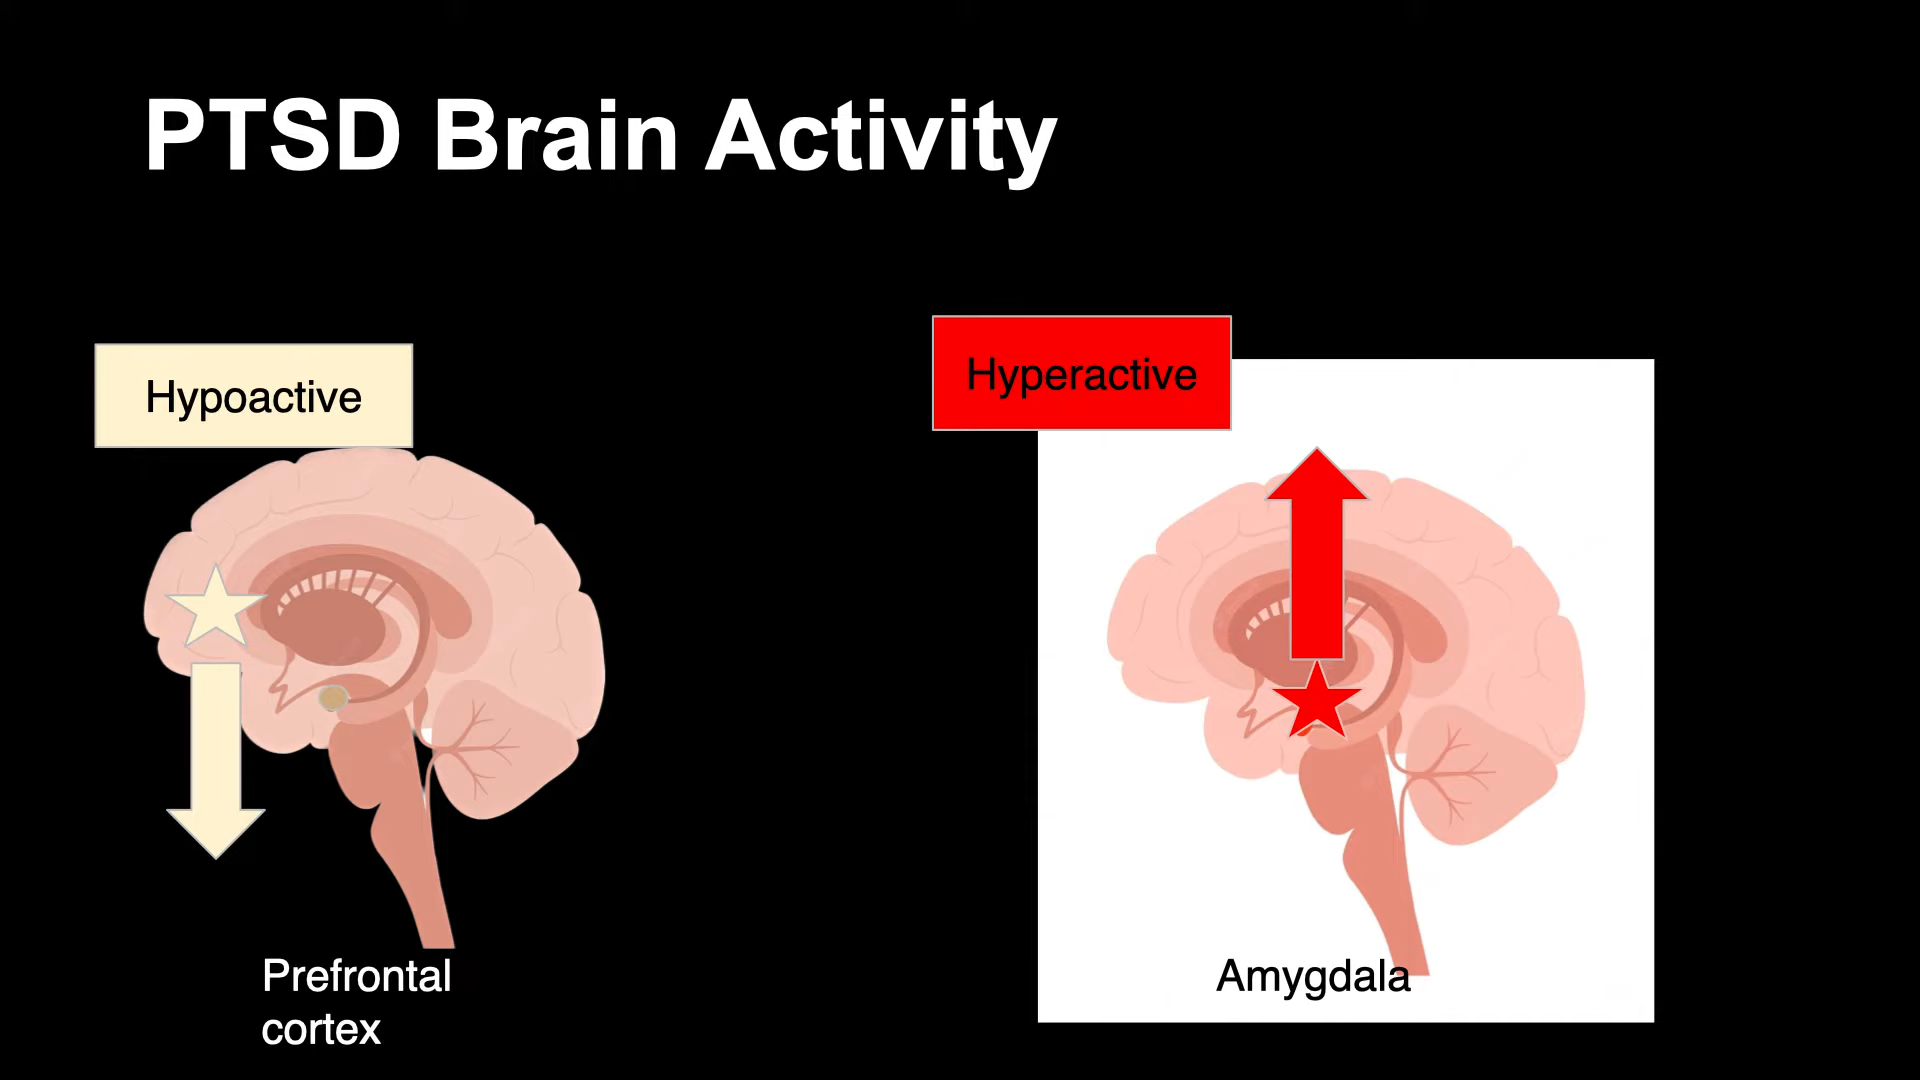 PTSD Brain Activity
Hypoactive
Hyperactive
Prefrontal
cortex
Amygdala